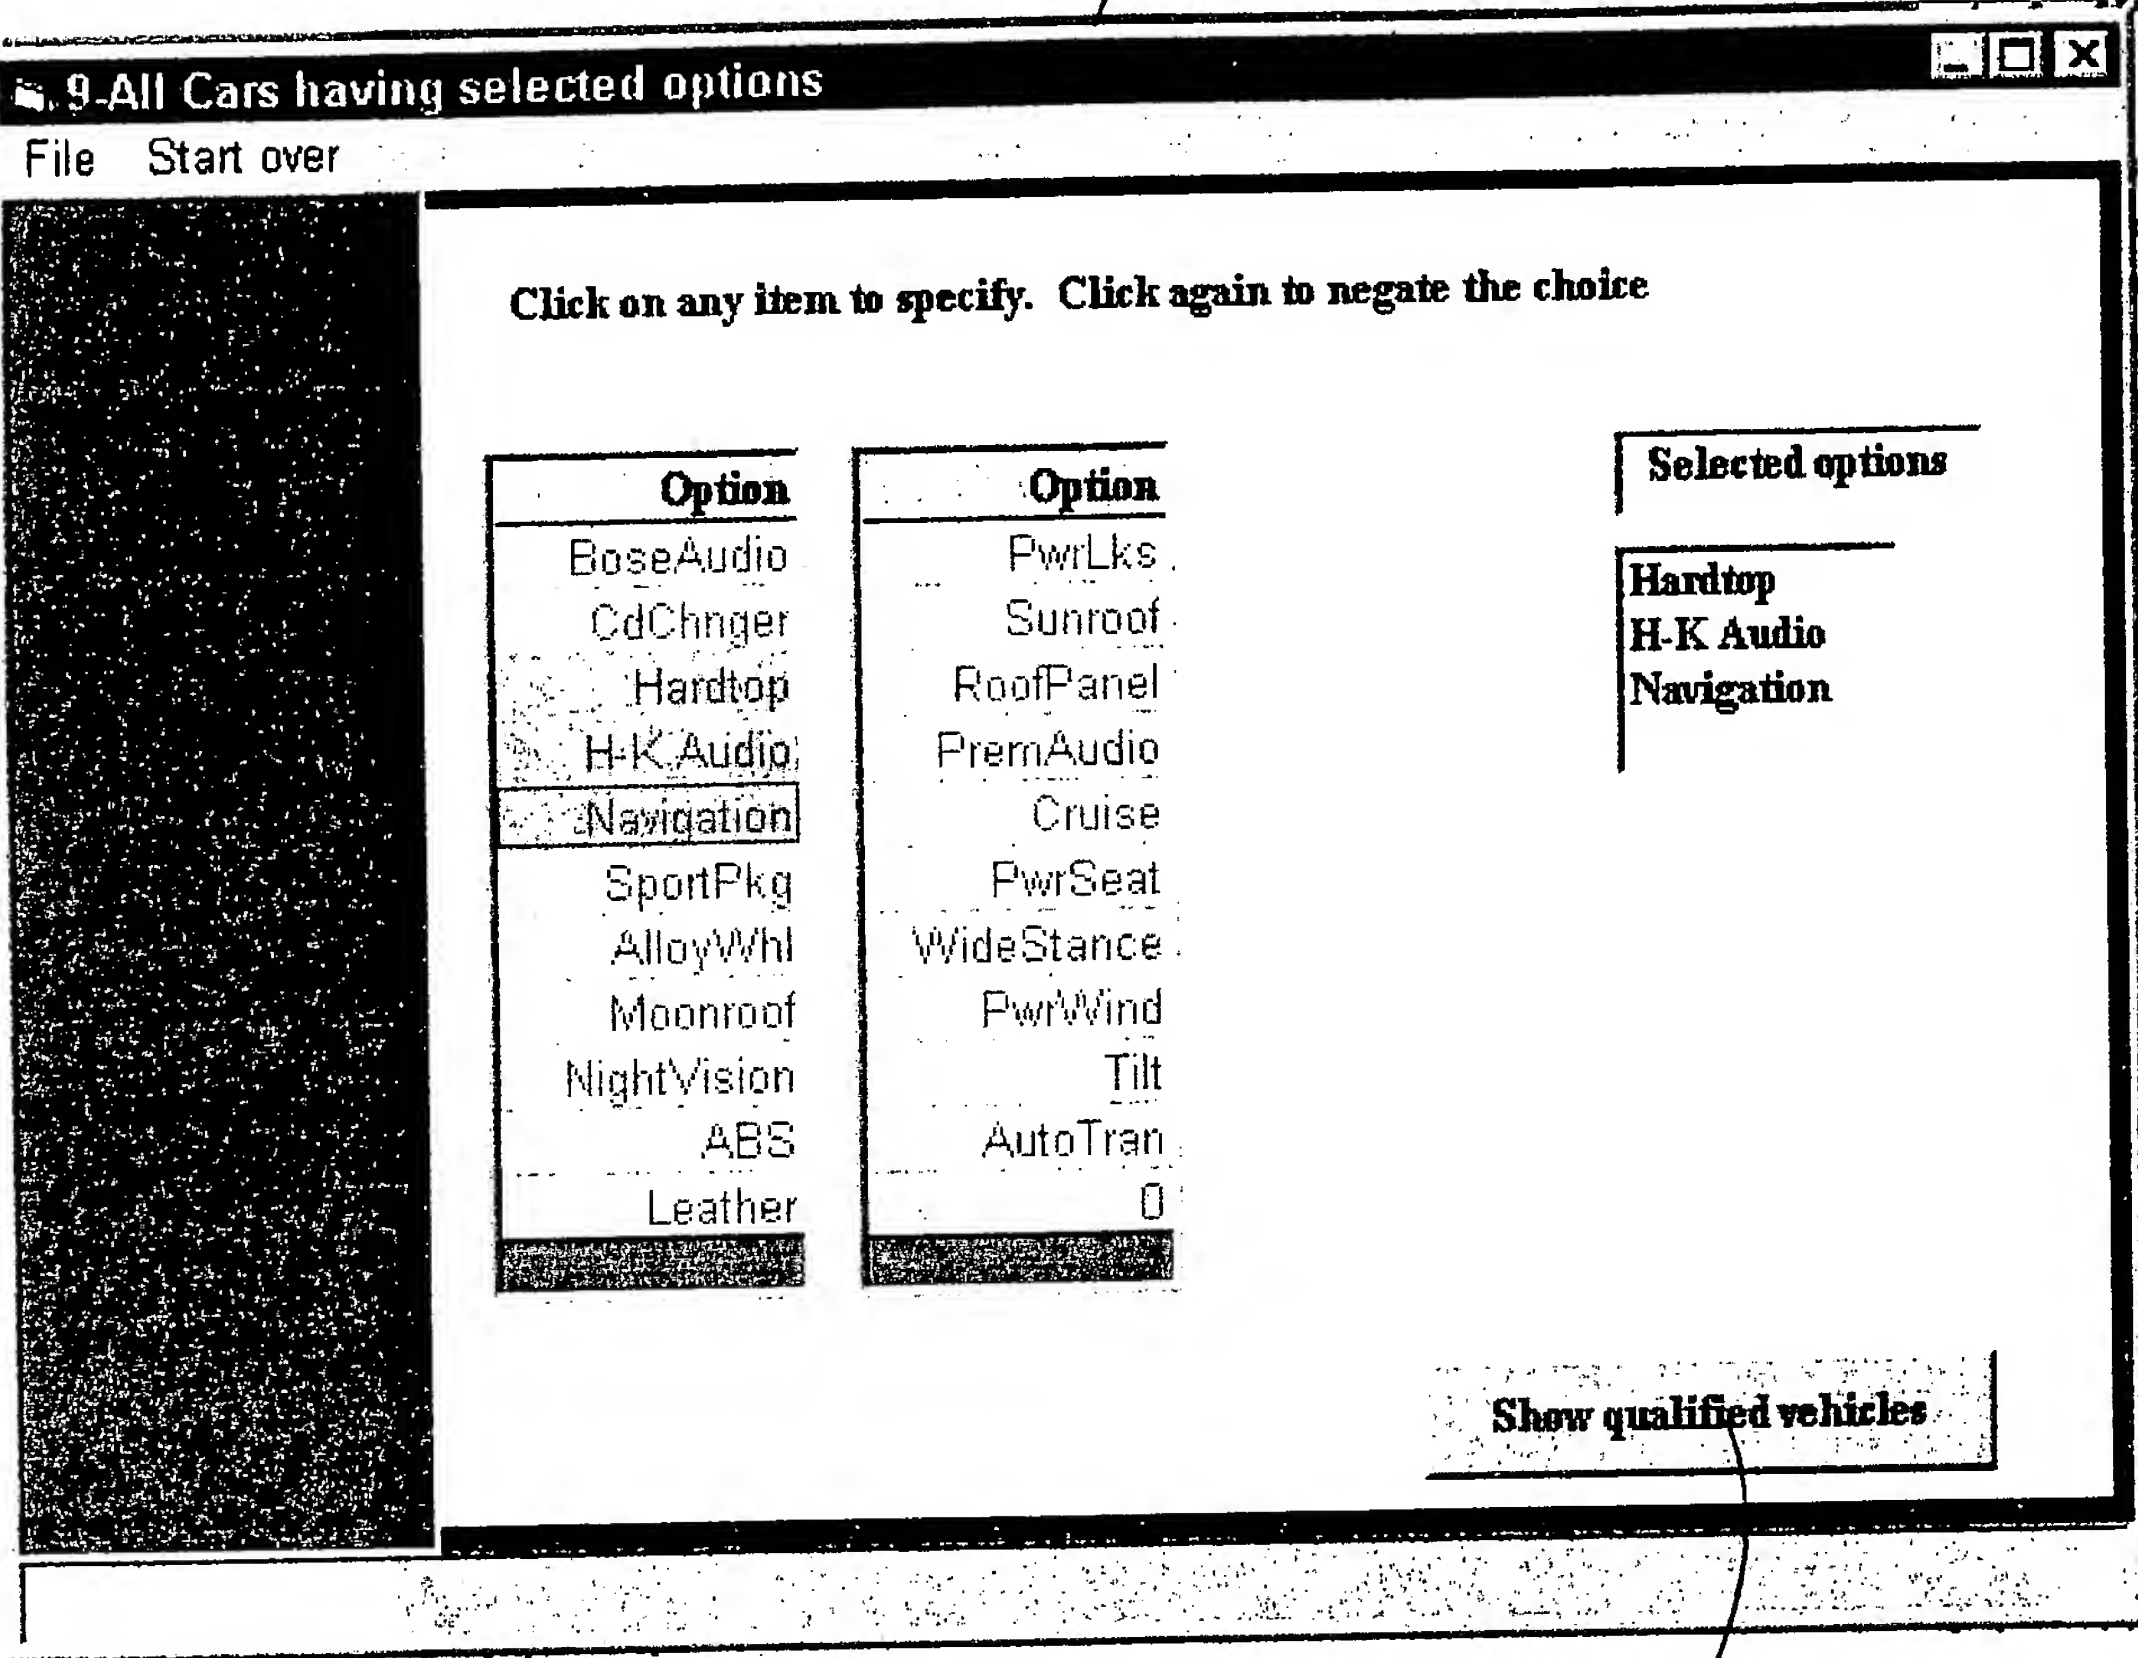 9-All Cars having selected options
File Start over
Click on any item to specify. Click again to negate the choice
Option
BoseAudio
CdChnger
Hardtop
H-K Audio
Navigation
SportPkg
AlloyWhl
Moonroof
NightVision
ABS
Leather
Option
PwrLks
Sunroof
RoofPanel
PremAudio
Cruise
PwrSeat
WideStance
PwrWind
Tilt
AutoTran
0
Selected options
Hardtop
H-K Audio
Navigation
Show qualified vehicles